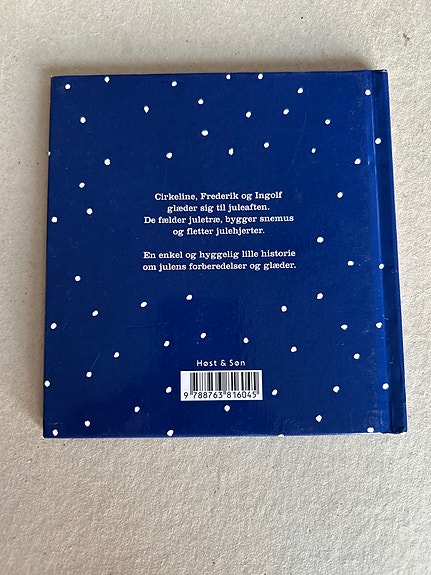 Cirkeline, Frederik og Ingolf
glæder sig til juleaften.
De fælder juletræ, bygger snemus
og fletter julehjerter.
En enkel og hyggelig lille historie
om julens forberedelser og glæder.
Høst & Søn
9 788763 816045